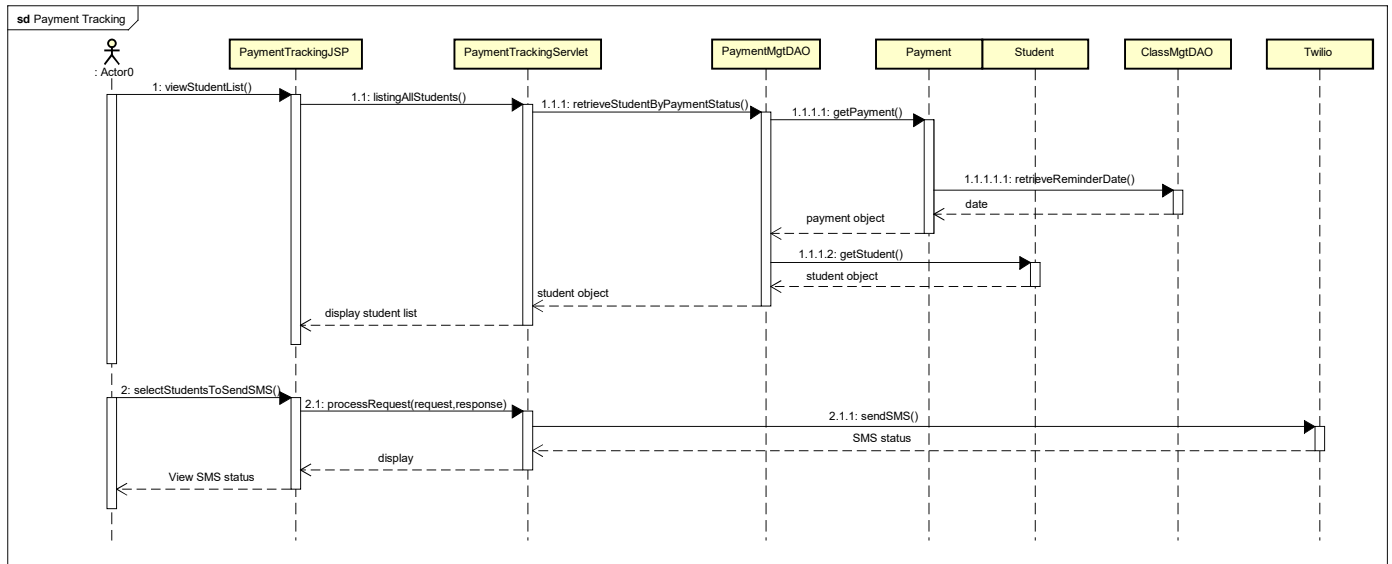 sd Payment Tracking
: Actor0
PaymentTrackingJSP
PaymentTrackingServlet
PaymentMgtDAO
Payment
Student
ClassMgtDAO
Twilio
1: viewStudentList()
1.1: listingAllStudents()
1.1.1: retrieveStudentByPaymentStatus()
1.1.1.1: getPayment()
1.1.1.1.1: retrieveReminderDate()
date
payment object
1.1.1.2: getStudent()
student object
student object
display student list
2: selectStudentsToSendSMS()
2.1: processRequest(request,response)
2.1.1: sendSMS()
SMS status
display
View SMS status